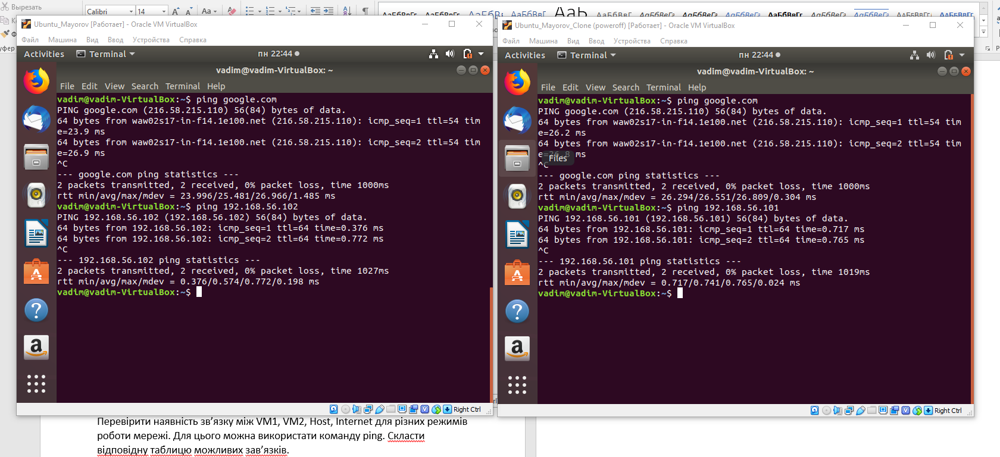 Вырезать
Calibri
14
Aa
АаБбВвГг
АаБбВвГг
АаБбВ
АаБбВвГ
АаЬ
АаБбВвГ
АаБбВвГг
АаБбВвГг
АаБбВвГг
АаБбВвГг
АаБбВвГг
АаБбВвГг
АаБбВвГг
Ubuntu_Mayorov [Работает] - Oracle VM VirtualBox
Файл Машина Вид Ввод Устройства Справка
Activities Terminal пн 22:44
vadim@vadim-VirtualBox: ~
File Edit View Search Terminal Help
vadim@vadim-VirtualBox:~$ ping google.com
PING google.com (216.58.215.110) 56(84) bytes of data.
64 bytes from waw02s17-in-f14.1e100.net (216.58.215.110): icmp_seq=1 ttl=54 tim
e=23.9 ms
64 bytes from waw02s17-in-f14.1e100.net (216.58.215.110): icmp_seq=2 ttl=54 tim
e=26.9 ms
^C
--- google.com ping statistics ---
2 packets transmitted, 2 received, 0% packet loss, time 1000ms
rtt min/avg/max/mdev = 23.996/25.481/26.966/1.485 ms
vadim@vadim-VirtualBox:~$ ping 192.168.56.102
PING 192.168.56.102 (192.168.56.102) 56(84) bytes of data.
64 bytes from 192.168.56.102: icmp_seq=1 ttl=64 time=0.376 ms
64 bytes from 192.168.56.102: icmp_seq=2 ttl=64 time=0.772 ms
^C
--- 192.168.56.102 ping statistics ---
2 packets transmitted, 2 received, 0% packet loss, time 1027ms
rtt min/avg/max/mdev = 0.376/0.574/0.772/0.198 ms
vadim@vadim-VirtualBox:~$
Right Ctrl
Ubuntu_Mayorov_Clone (poweroff) [Работает] - Oracle VM VirtualBox
Файл Машина Вид Ввод Устройства Справка
Activities Terminal пн 22:44
vadim@vadim-VirtualBox: ~
File Edit View Search Terminal Help
vadim@vadim-VirtualBox:~$ ping google.com
PING google.com (216.58.215.110) 56(84) bytes of data.
64 bytes from waw02s17-in-f14.1e100.net (216.58.215.110): icmp_seq=1 ttl=54 tim
e=26.2 ms
64 bytes from waw02s17-in-f14.1e100.net (216.58.215.110): icmp_seq=2 ttl=54 tim
e=26.8 ms
Files
^C
--- google.com ping statistics ---
2 packets transmitted, 2 received, 0% packet loss, time 1000ms
rtt min/avg/max/mdev = 26.294/26.551/26.809/0.304 ms
vadim@vadim-VirtualBox:~$ ping 192.168.56.101
PING 192.168.56.101 (192.168.56.101) 56(84) bytes of data.
64 bytes from 192.168.56.101: icmp_seq=1 ttl=64 time=0.717 ms
64 bytes from 192.168.56.101: icmp_seq=2 ttl=64 time=0.765 ms
^C
--- 192.168.56.101 ping statistics ---
2 packets transmitted, 2 received, 0% packet loss, time 1019ms
rtt min/avg/max/mdev = 0.717/0.741/0.765/0.024 ms
vadim@vadim-VirtualBox:~$
Right Ctrl
Перевірити наявність зв’язку між VM1, VM2, Host, Internet для різних режимів
роботи мережі. Для цього можна використати команду ping. Скласти
відповідну таблицю можливих зав’язків.